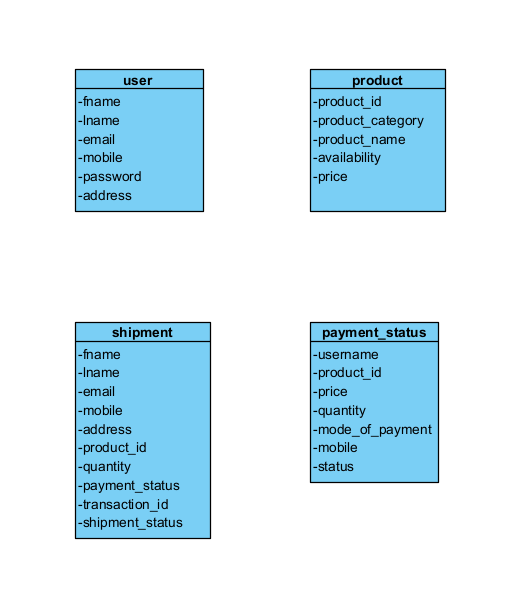 user
-fname
-lname
-email
-mobile
-password
-address
product
-product_id
-product_category
-product_name
-availability
-price
shipment
-fname
-lname
-email
-mobile
-address
-product_id
-quantity
-payment_status
-transaction_id
-shipment_status
payment_status
-username
-product_id
-price
-quantity
-mode_of_payment
-mobile
-status